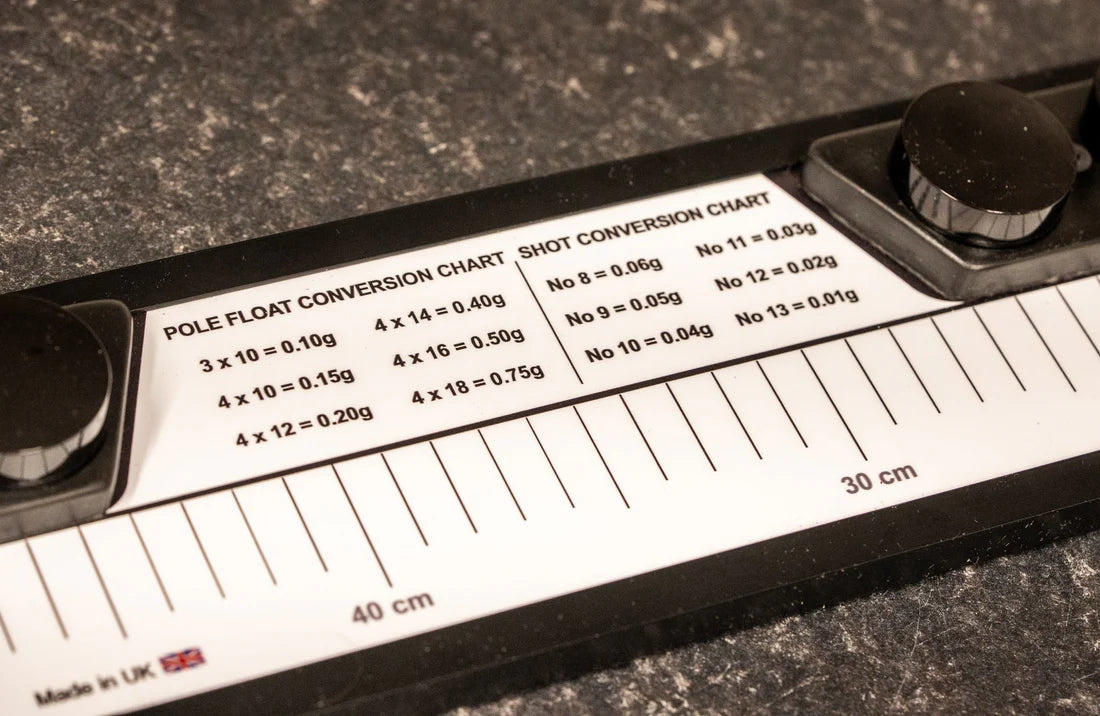 POLE FLOAT CONVERSION CHART
3 x 10 = 0.10g
4 x 10 = 0.15g
4 x 12 = 0.20g
4 x 14 = 0.40g
4 x 16 = 0.50g
4 x 18 = 0.75g
SHOT CONVERSION CHART
No 8 = 0.06g
No 9 = 0.05g
No 10 = 0.04g
No 11 = 0.03g
No 12 = 0.02g
No 13 = 0.01g
30 cm
40 cm
Made in UK